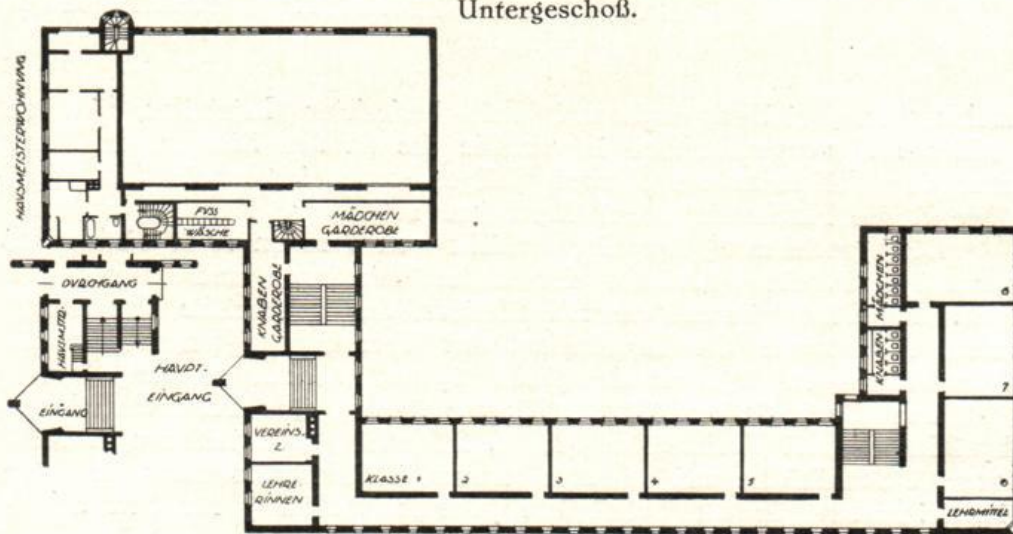 Untergeschoß.
HAUSMEISTERWOHNUNG
FUSS
WÄSCHE
MÄDCHEN
GARDEROBE
DURCHGANG
KNABEN
GARDEROBE
HAUSMSTR.
HAUPT-
EINGANG
EINGANG
VEREINS-
Z.
LEHRE-
RINNEN
KLASSE 1
2
3
4
5
MÄDCHEN
KNABEN
6
7
8
LEHRMITTEL